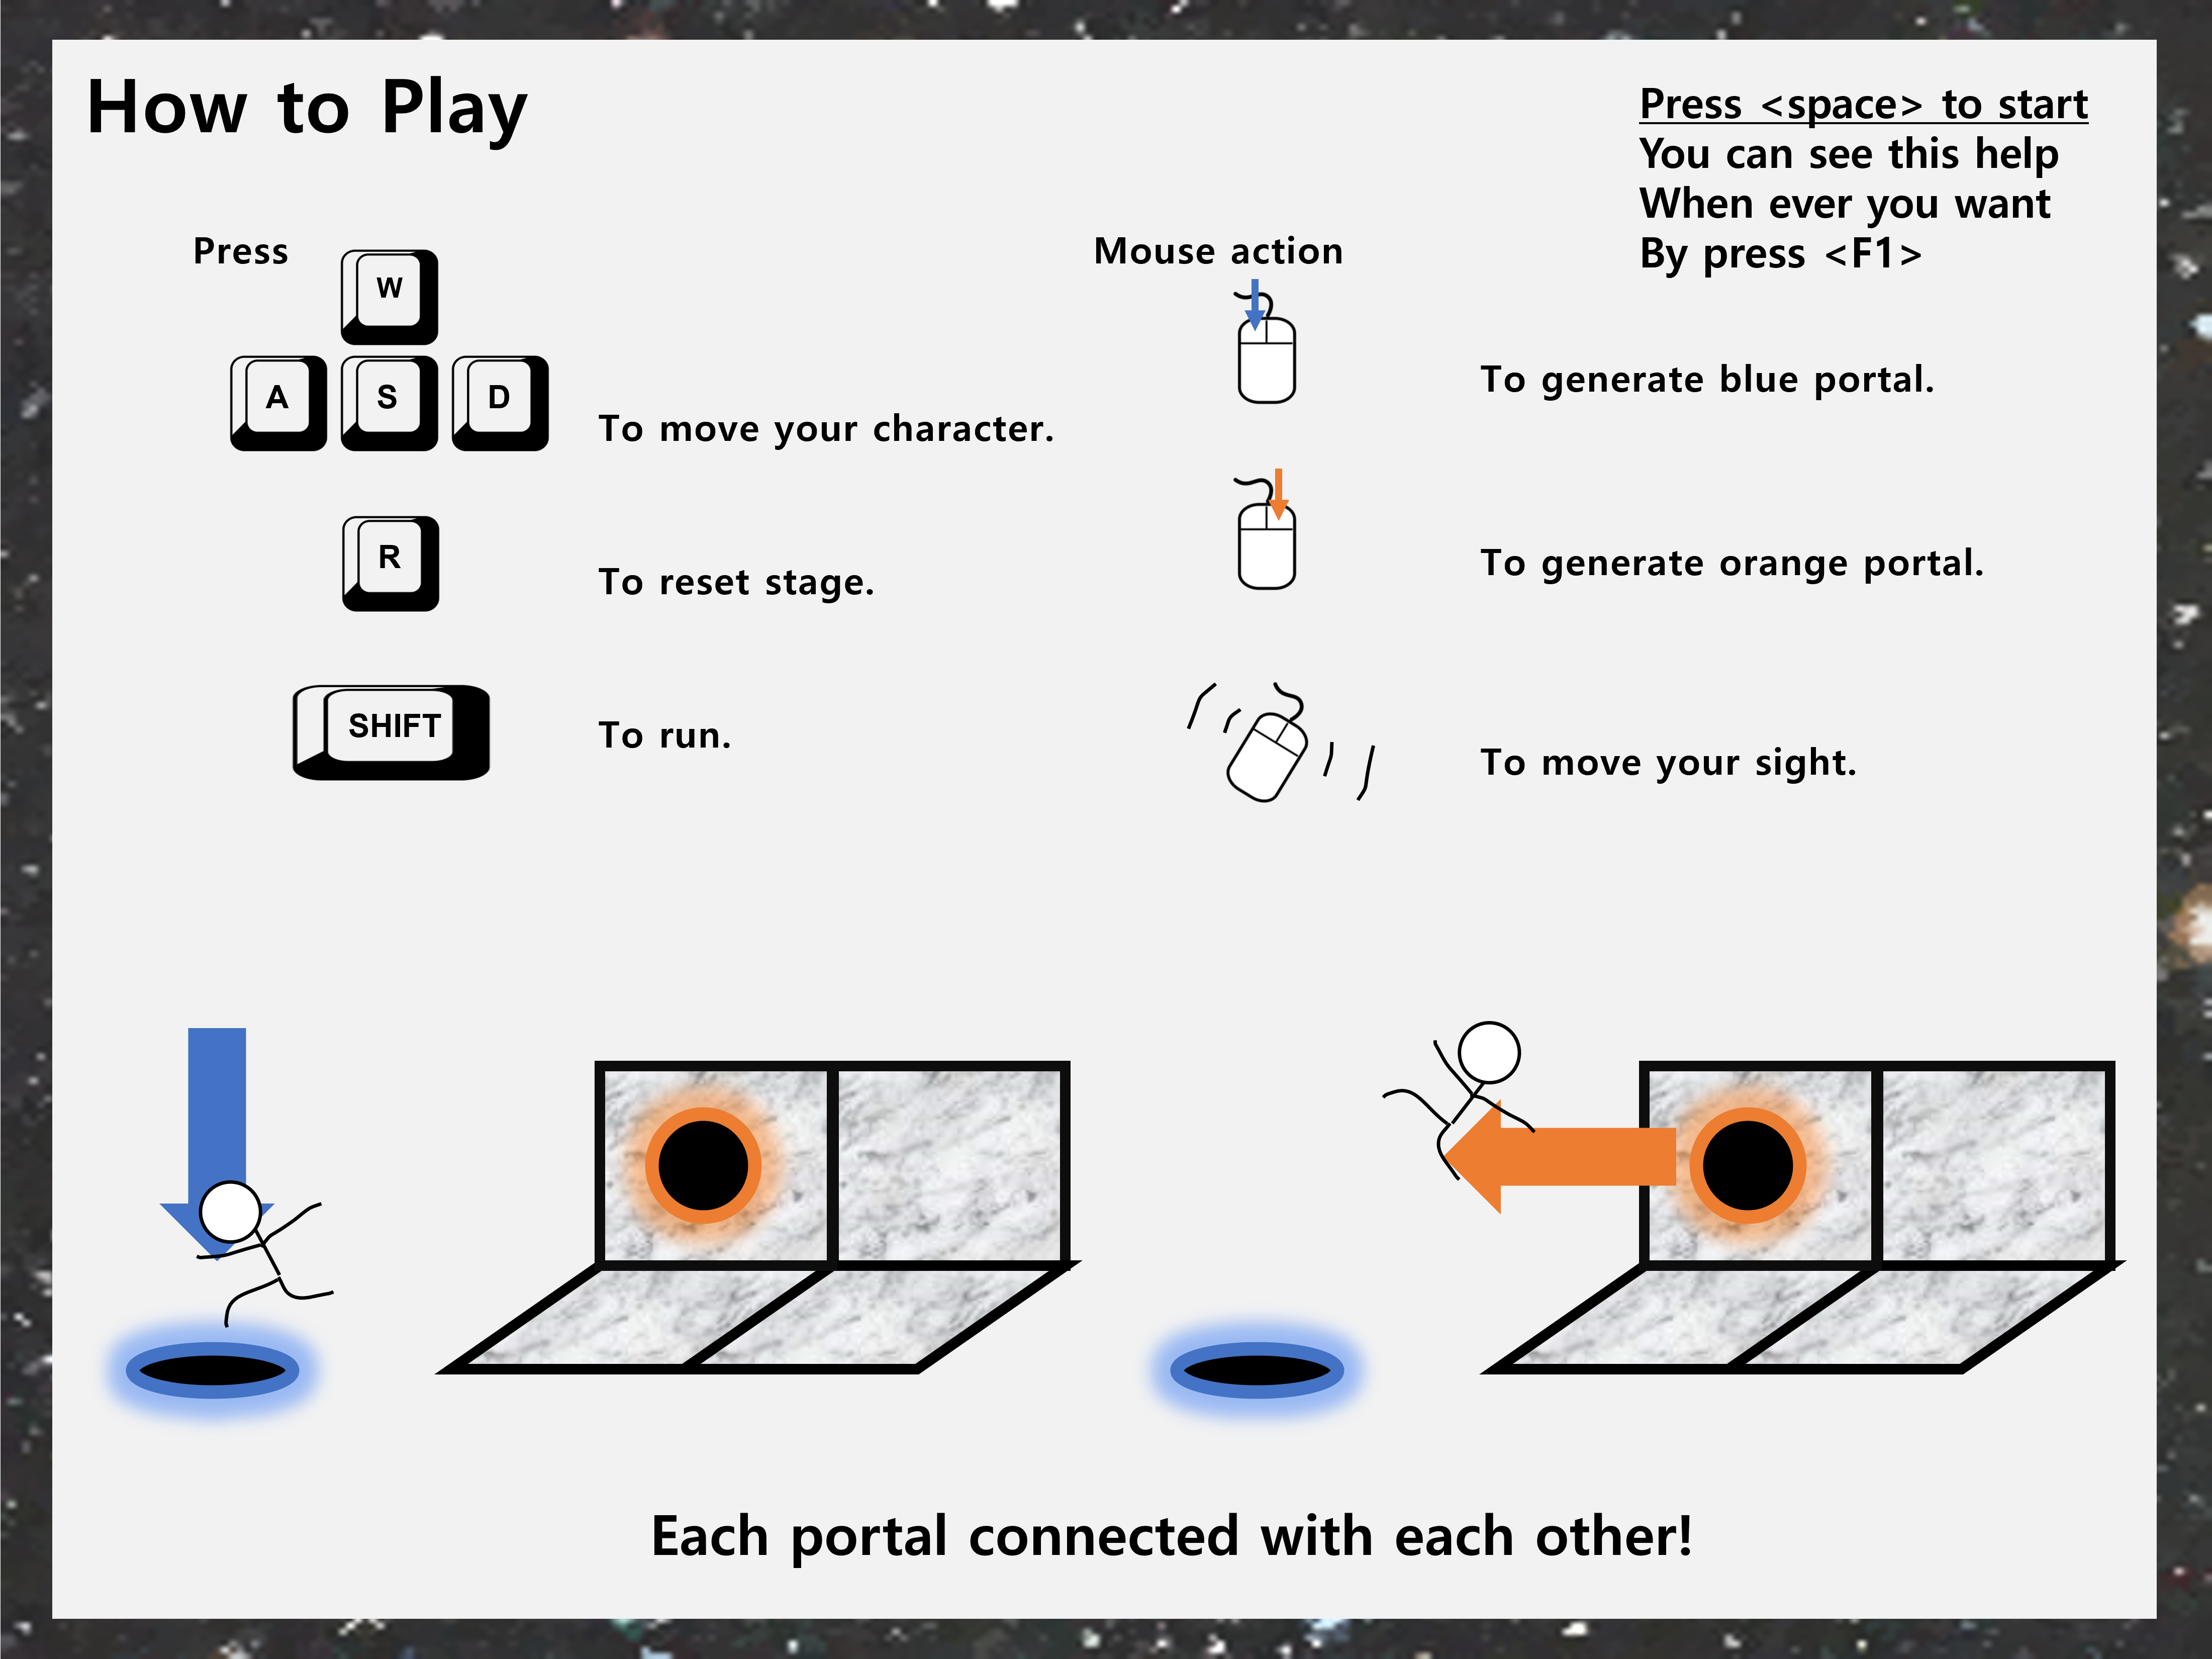 How to Play
Press <space> to start
You can see this help
When ever you want
By press <F1>
Press
W
A S D
To move your character.
R
To reset stage.
SHIFT
To run.
Mouse action
To generate blue portal.
To generate orange portal.
To move your sight.
Each portal connected with each other!